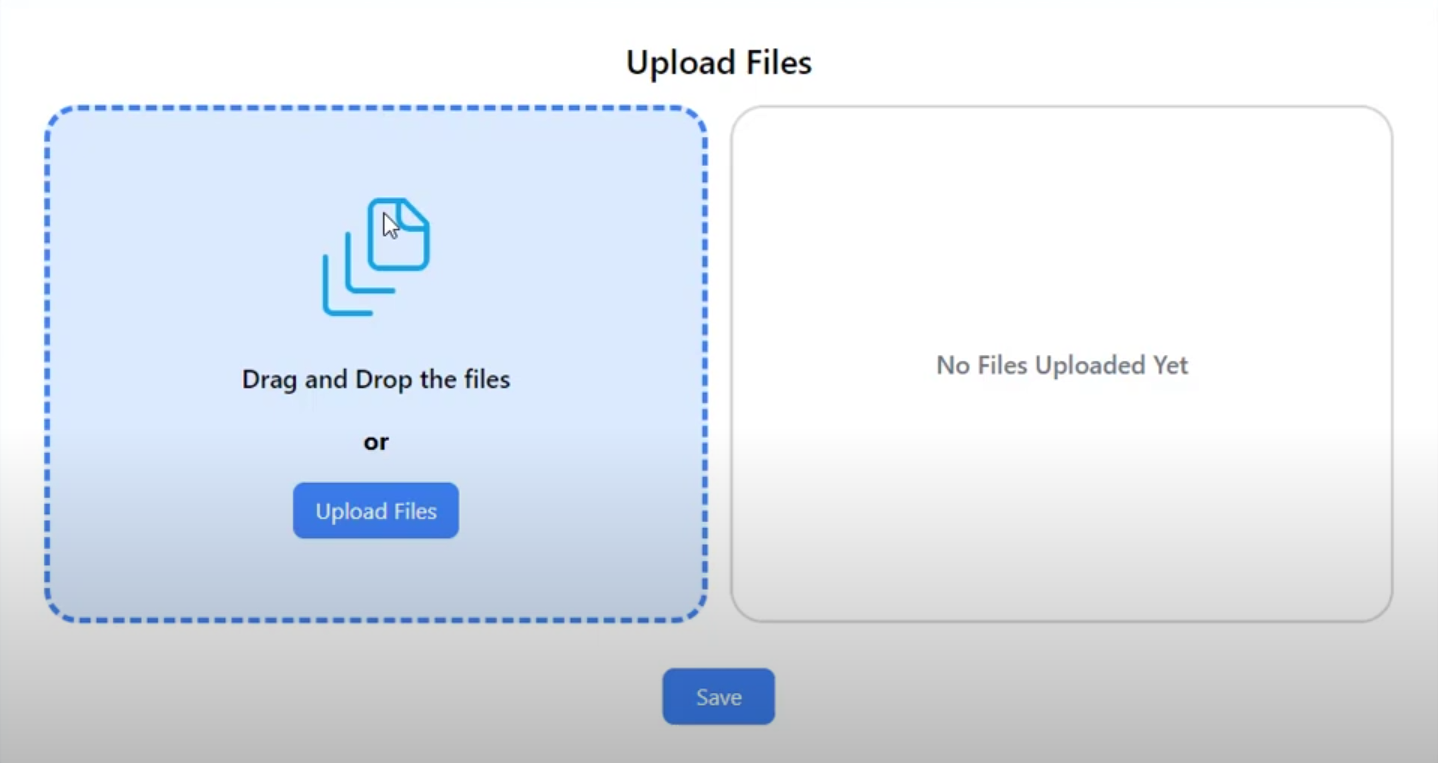 Upload Files
Drag and Drop the files
or
Upload Files
No Files Uploaded Yet
Save